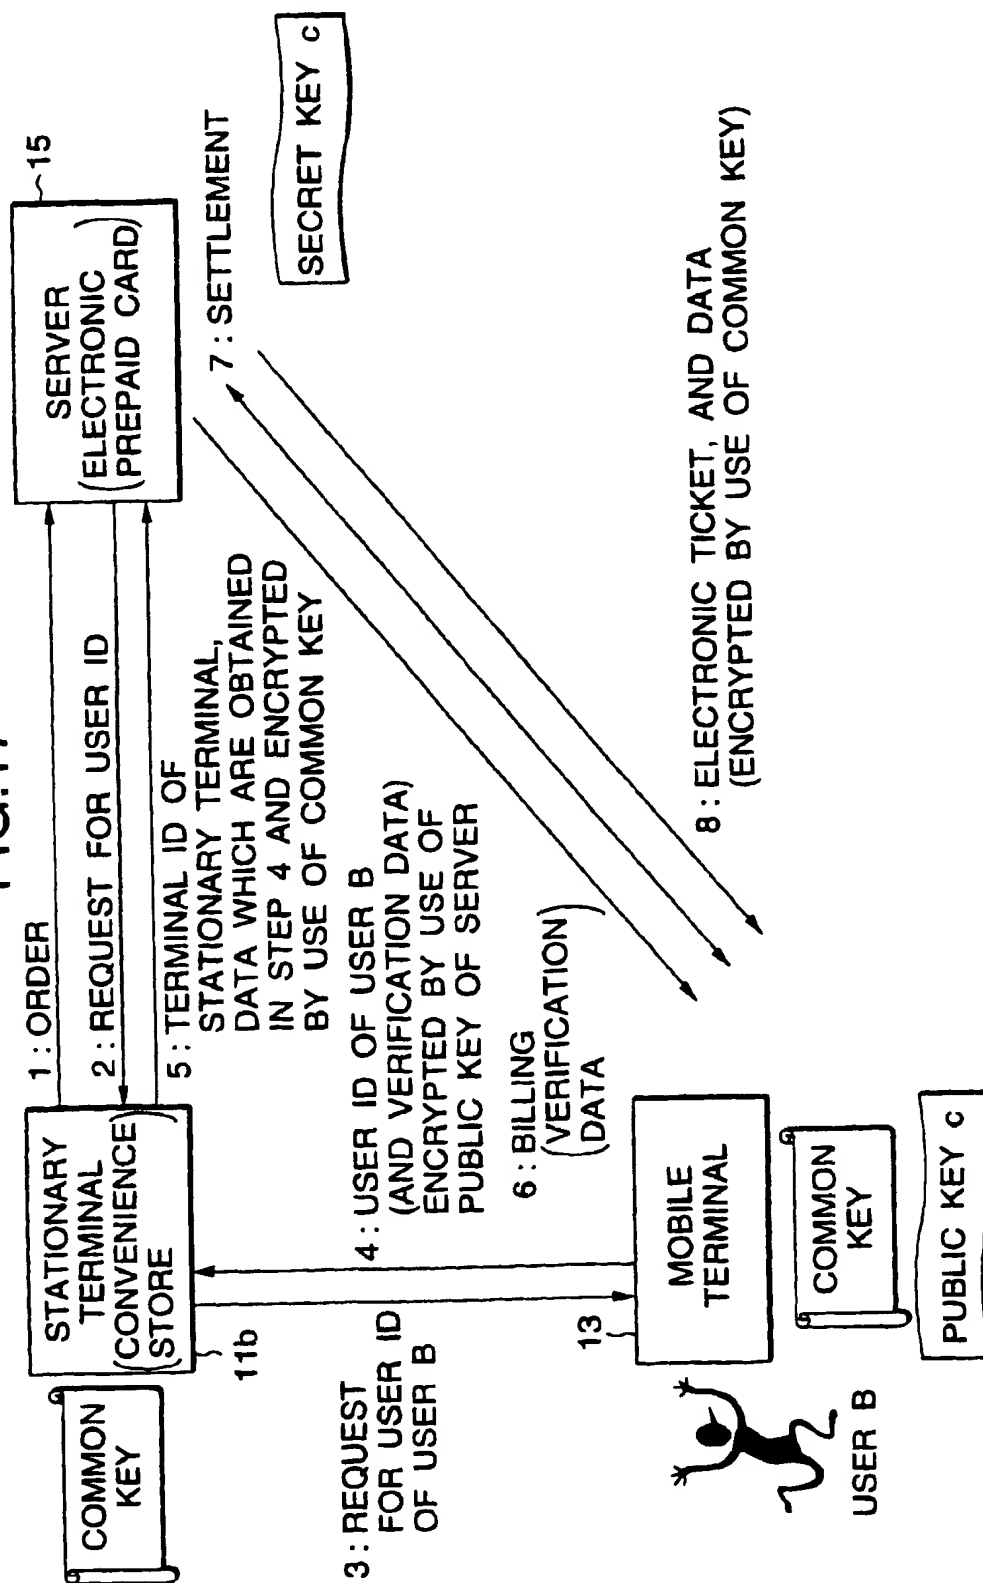 COMMON
KEY
STATIONARY
TERMINAL
(CONVENIENCE
STORE)
11b
1 : ORDER
2 : REQUEST FOR USER ID
5 : TERMINAL ID OF
STATIONARY TERMINAL,
DATA WHICH ARE OBTAINED
IN STEP 4 AND ENCRYPTED
BY USE OF COMMON KEY
SERVER
(ELECTRONIC
PREPAID CARD)
15
7 : SETTLEMENT
SECRET KEY c
3 : REQUEST
FOR USER ID
OF USER B
4 : USER ID OF USER B
(AND VERIFICATION DATA)
ENCRYPTED BY USE OF
PUBLIC KEY OF SERVER
6 : BILLING
(VERIFICATION
DATA)
8 : ELECTRONIC TICKET, AND DATA
(ENCRYPTED BY USE OF COMMON KEY)
13
MOBILE
TERMINAL
USER B
COMMON
KEY
PUBLIC KEY c